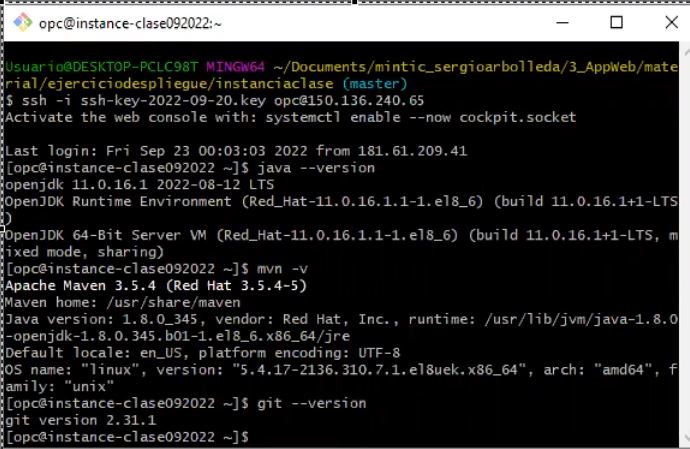 opc@instance-clase092022:~
Usuario@DESKTOP-PCLC98T MINGW64 ~/Documents/mintic_sergioarbolleda/3_AppWeb/mate
rial/ejerciciodespliegue/instanciaclase (master)
$ ssh -i ssh-key-2022-09-20.key opc@150.136.240.65
Activate the web console with: systemctl enable --now cockpit.socket
Last login: Fri Sep 23 00:03:03 2022 from 181.61.209.41
[opc@instance-clase092022 ~]$ java --version
openjdk 11.0.16.1 2022-08-12 LTS
OpenJDK Runtime Environment (Red_Hat-11.0.16.1.1-1.el8_6) (build 11.0.16.1+1-LTS
)
OpenJDK 64-Bit Server VM (Red_Hat-11.0.16.1.1-1.el8_6) (build 11.0.16.1+1-LTS, m
ixed mode, sharing)
[opc@instance-clase092022 ~]$ mvn -v
Apache Maven 3.5.4 (Red Hat 3.5.4-5)
Maven home: /usr/share/maven
Java version: 1.8.0_345, vendor: Red Hat, Inc., runtime: /usr/lib/jvm/java-1.8.0
-openjdk-1.8.0.345.b01-1.el8_6.x86_64/jre
Default locale: en_US, platform encoding: UTF-8
OS name: "linux", version: "5.4.17-2136.310.7.1.el8uek.x86_64", arch: "amd64", f
amily: "unix"
[opc@instance-clase092022 ~]$ git --version
git version 2.31.1
[opc@instance-clase092022 ~]$